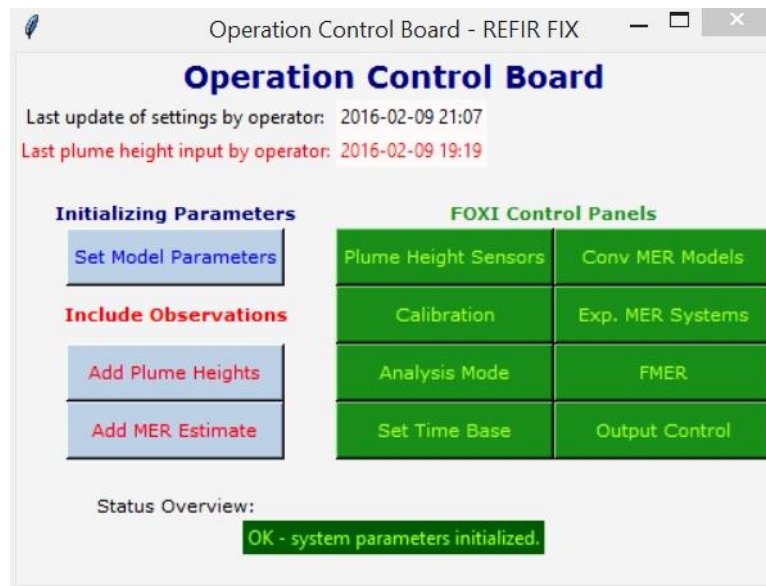 Operation Control Board - REFIR FIX
Operation Control Board
Last update of settings by operator: 2016-02-09 21:07
Last plume height input by operator: 2016-02-09 19:19
Initializing Parameters
FOXI Control Panels
Set Model Parameters
Plume Height Sensors
Conv MER Models
Include Observations
Calibration
Exp. MER Systems
Add Plume Heights
Analysis Mode
FMER
Add MER Estimate
Set Time Base
Output Control
Status Overview:
OK - system parameters initialized.